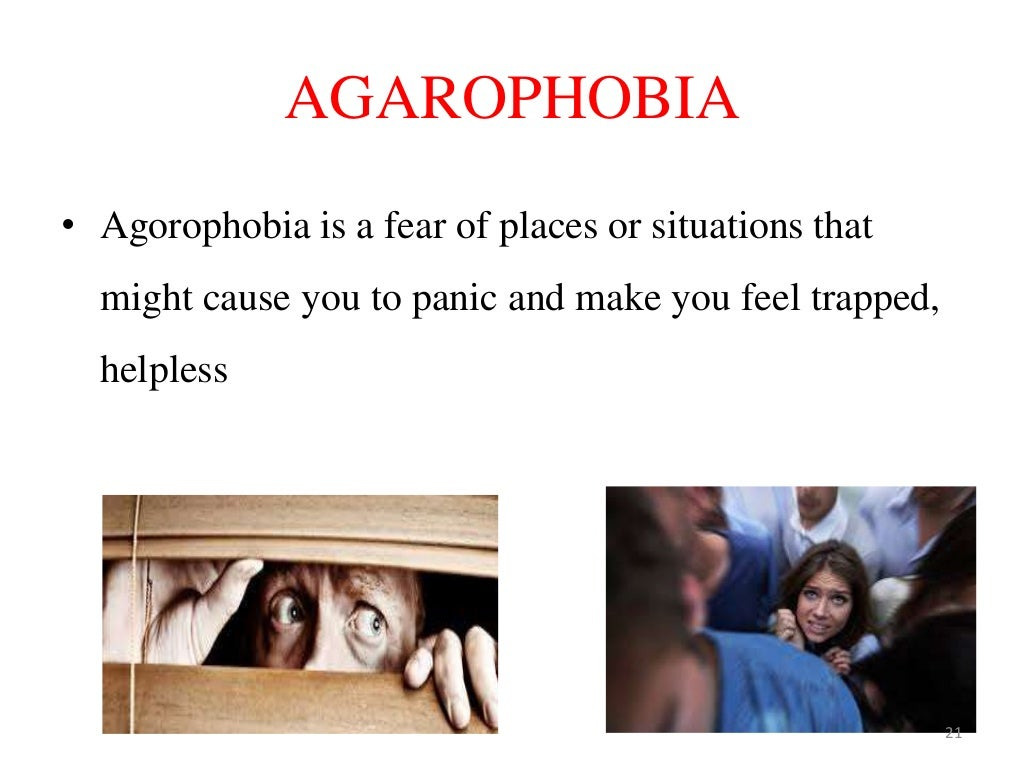 AGAROPHOBIA
• Agorophobia is a fear of places or situations that
might cause you to panic and make you feel trapped,
helpless
21